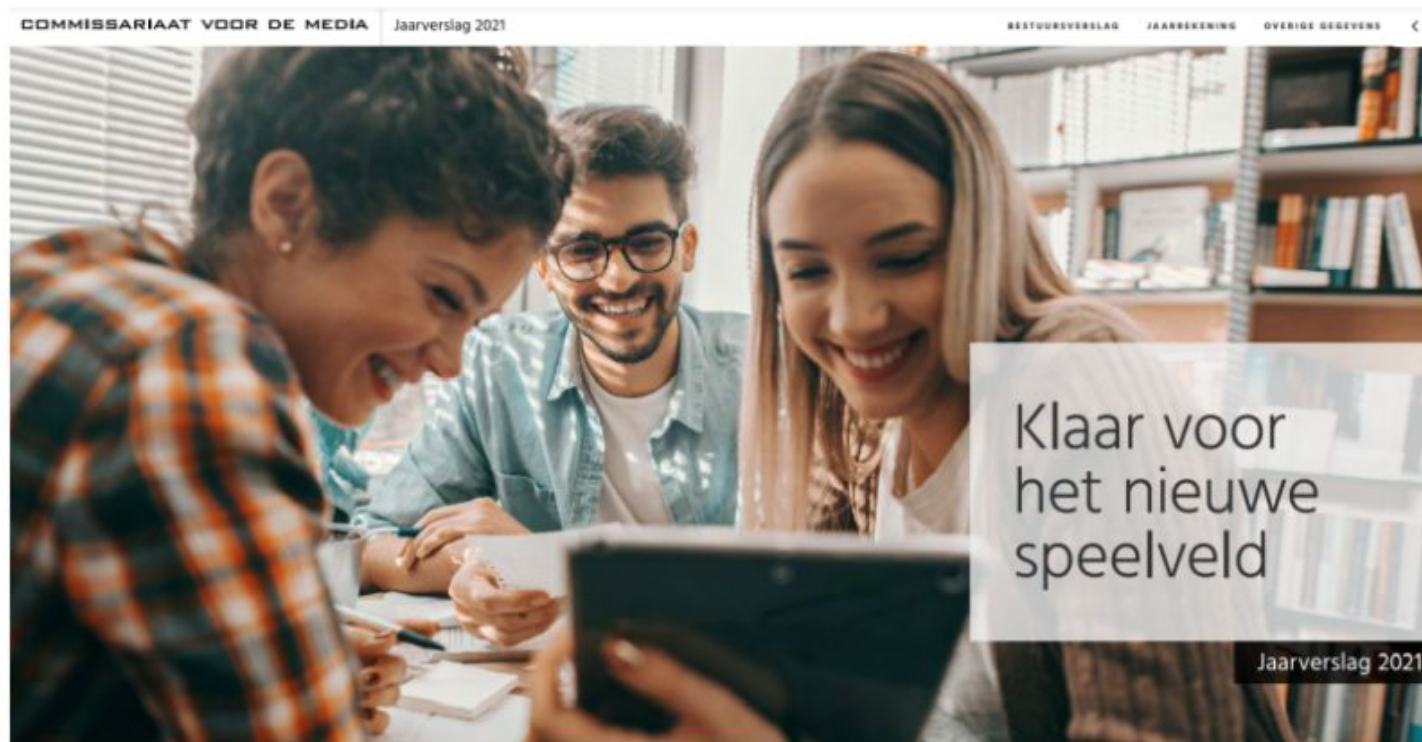 COMMISSARIAAT VOOR DE MEDIA
Jaarverslag 2021
BESTUURSVERSLAG JAARREKENING OVERIGE GEGEVENS
Klaar voor
het nieuwe
speelveld
Jaarverslag 2021